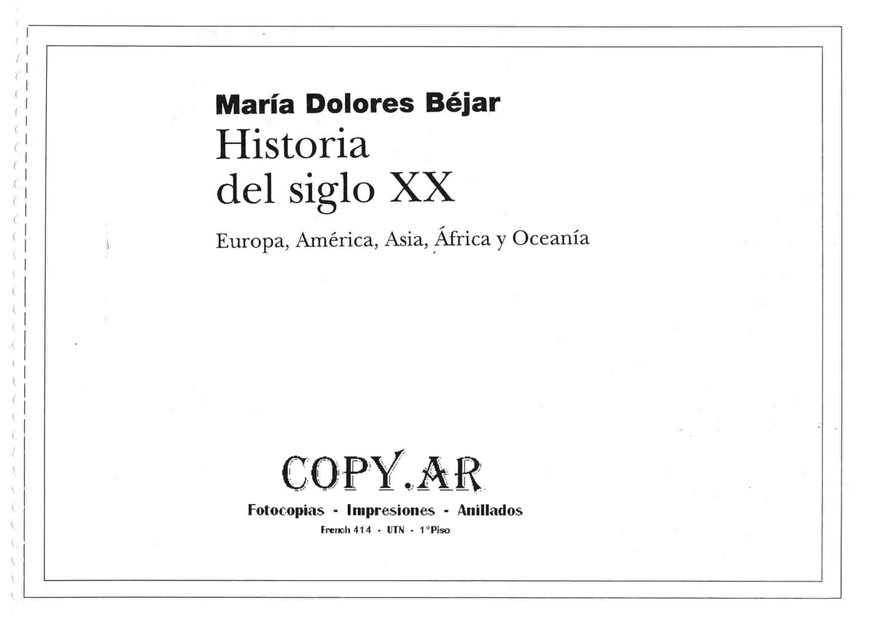 María Dolores Béjar
Historia
del siglo XX
Europa, América, Asia, África y Oceanía
COPY.AR
Fotocopias - Impresiones - Anillados
French 414 - UTN - 1°Piso